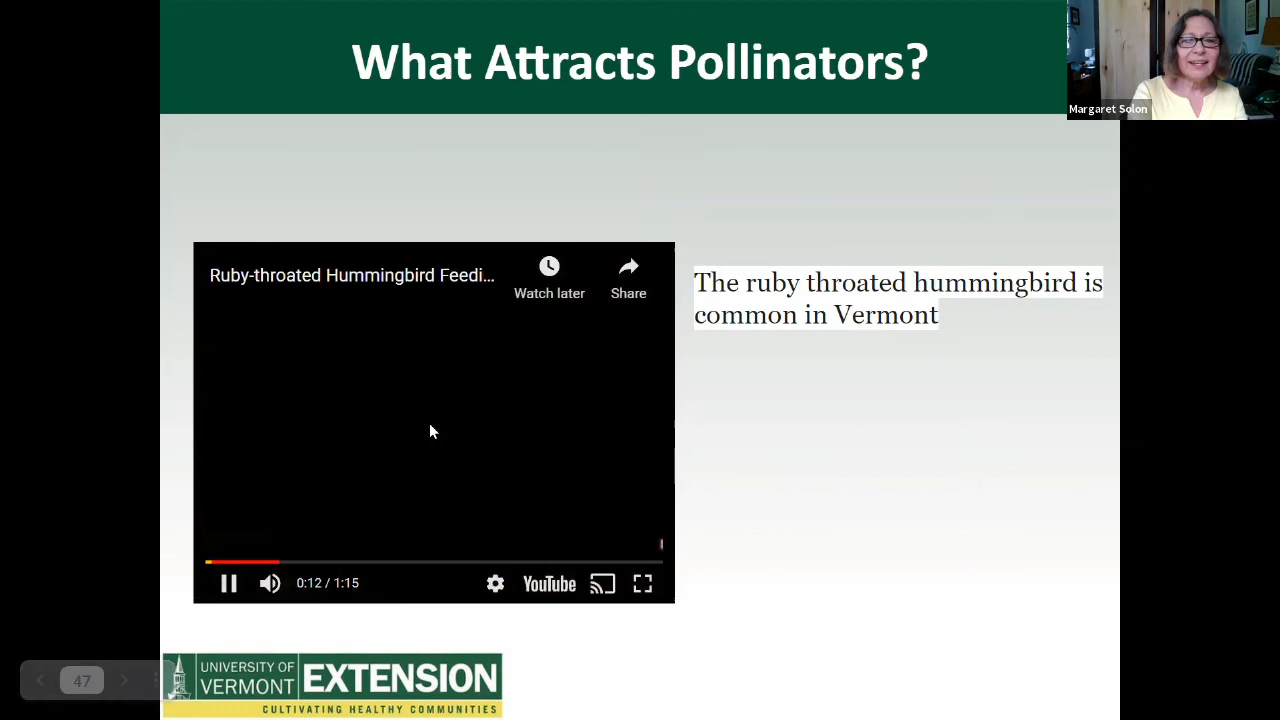 What Attracts Pollinators?
Margaret Solon
Ruby-throated Hummingbird Feedi...
Watch later
Share
The ruby throated hummingbird is
common in Vermont
0:12 / 1:15
YouTube
47
UNIVERSITY OF
VERMONT
EXTENSION
CULTIVATING HEALTHY COMMUNITIES